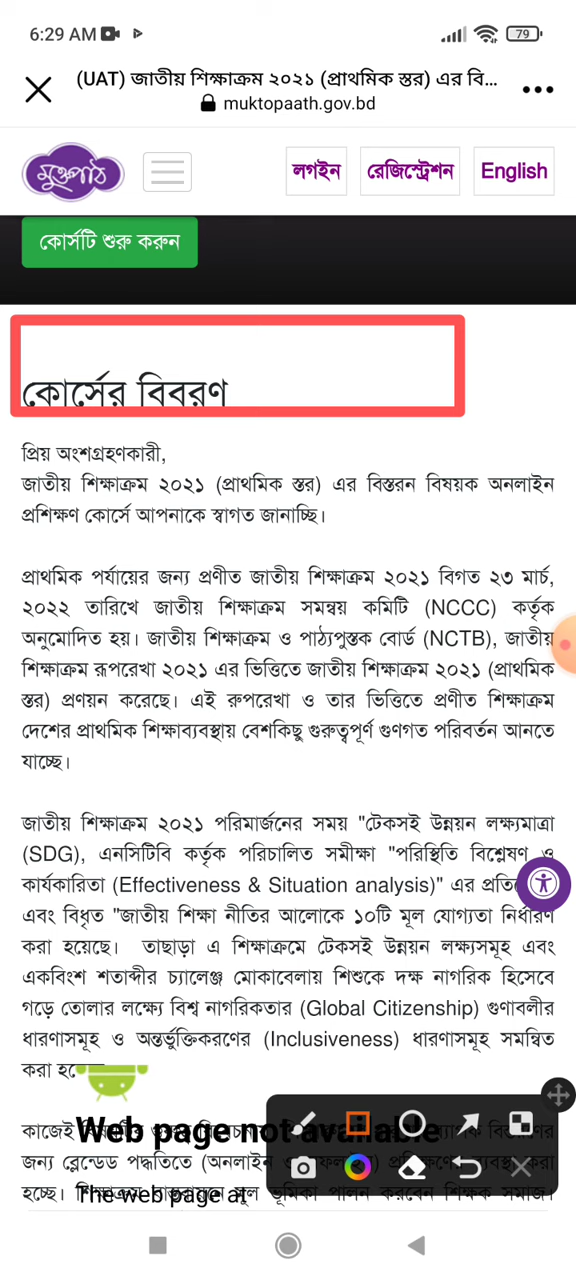 6:29 AM
79
(UAT) জাতীয় শিক্ষাক্রম ২০২১ (প্রাথমিক স্তর) এর বি...
muktopaath.gov.bd
মুক্তপাঠ
লগইন
রেজিস্ট্রেশন
English
কোর্সটি শুরু করুন
কোর্সের বিবরণ
প্রিয় অংশগ্রহণকারী,
জাতীয় শিক্ষাক্রম ২০২১ (প্রাথমিক স্তর) এর বিস্তরন বিষয়ক অনলাইন
প্রশিক্ষণ কোর্সে আপনাকে স্বাগত জানাচ্ছি।
প্রাথমিক পর্যায়ের জন্য প্রণীত জাতীয় শিক্ষাক্রম ২০২১ বিগত ২৩ মার্চ,
২০২২ তারিখে জাতীয় শিক্ষাক্রম সমন্বয় কমিটি (NCCC) কর্তৃক
অনুমোদিত হয়। জাতীয় শিক্ষাক্রম ও পাঠ্যপুস্তক বোর্ড (NCTB), জাতীয়
শিক্ষাক্রম রূপরেখা ২০২১ এর ভিত্তিতে জাতীয় শিক্ষাক্রম ২০২১ (প্রাথমিক
স্তর) প্রণয়ন করেছে। এই রুপরেখা ও তার ভিত্তিতে প্রণীত শিক্ষাক্রম
দেশের প্রাথমিক শিক্ষাব্যবস্থায় বেশকিছু গুরুত্বপূর্ণ গুণগত পরিবর্তন আনতে
যাচ্ছে।
জাতীয় শিক্ষাক্রম ২০২১ পরিমার্জনের সময় "টেকসই উন্নয়ন লক্ষ্যমাত্রা
(SDG), এনসিটিবি কর্তৃক পরিচালিত সমীক্ষা "পরিস্থিতি বিশ্লেষণ ও
কার্যকারিতা (Effectiveness & Situation analysis)" এর
এবং বিধৃত "জাতীয় শিক্ষা নীতির আলোকে ১০টি মূল যোগ্যতা নির্ধারণ
করা হয়েছে। তাছাড়া এ শিক্ষাক্রমে টেকসই উন্নয়ন লক্ষ্যসমূহ এবং
একবিংশ শতাব্দীর চ্যালেঞ্জ মোকাবেলায় শিশুকে দক্ষ নাগরিক হিসেবে
গড়ে তোলার লক্ষ্যে বিশ্ব নাগরিকতার (Global Citizenship) গুণাবলীর
ধারণাসমূহ ও অন্তর্ভুক্তিকরণের (Inclusiveness) ধারণাসমূহ সমন্বিত
করা
কাজেই
Web page not available
জন্য ব্লেন্ডেড পদ্ধতিতে (অনলাইন
করা
হচ্ছে।
মূল ভূমিকা পালন করবেন শিক্ষক সমাজ।
The web page at